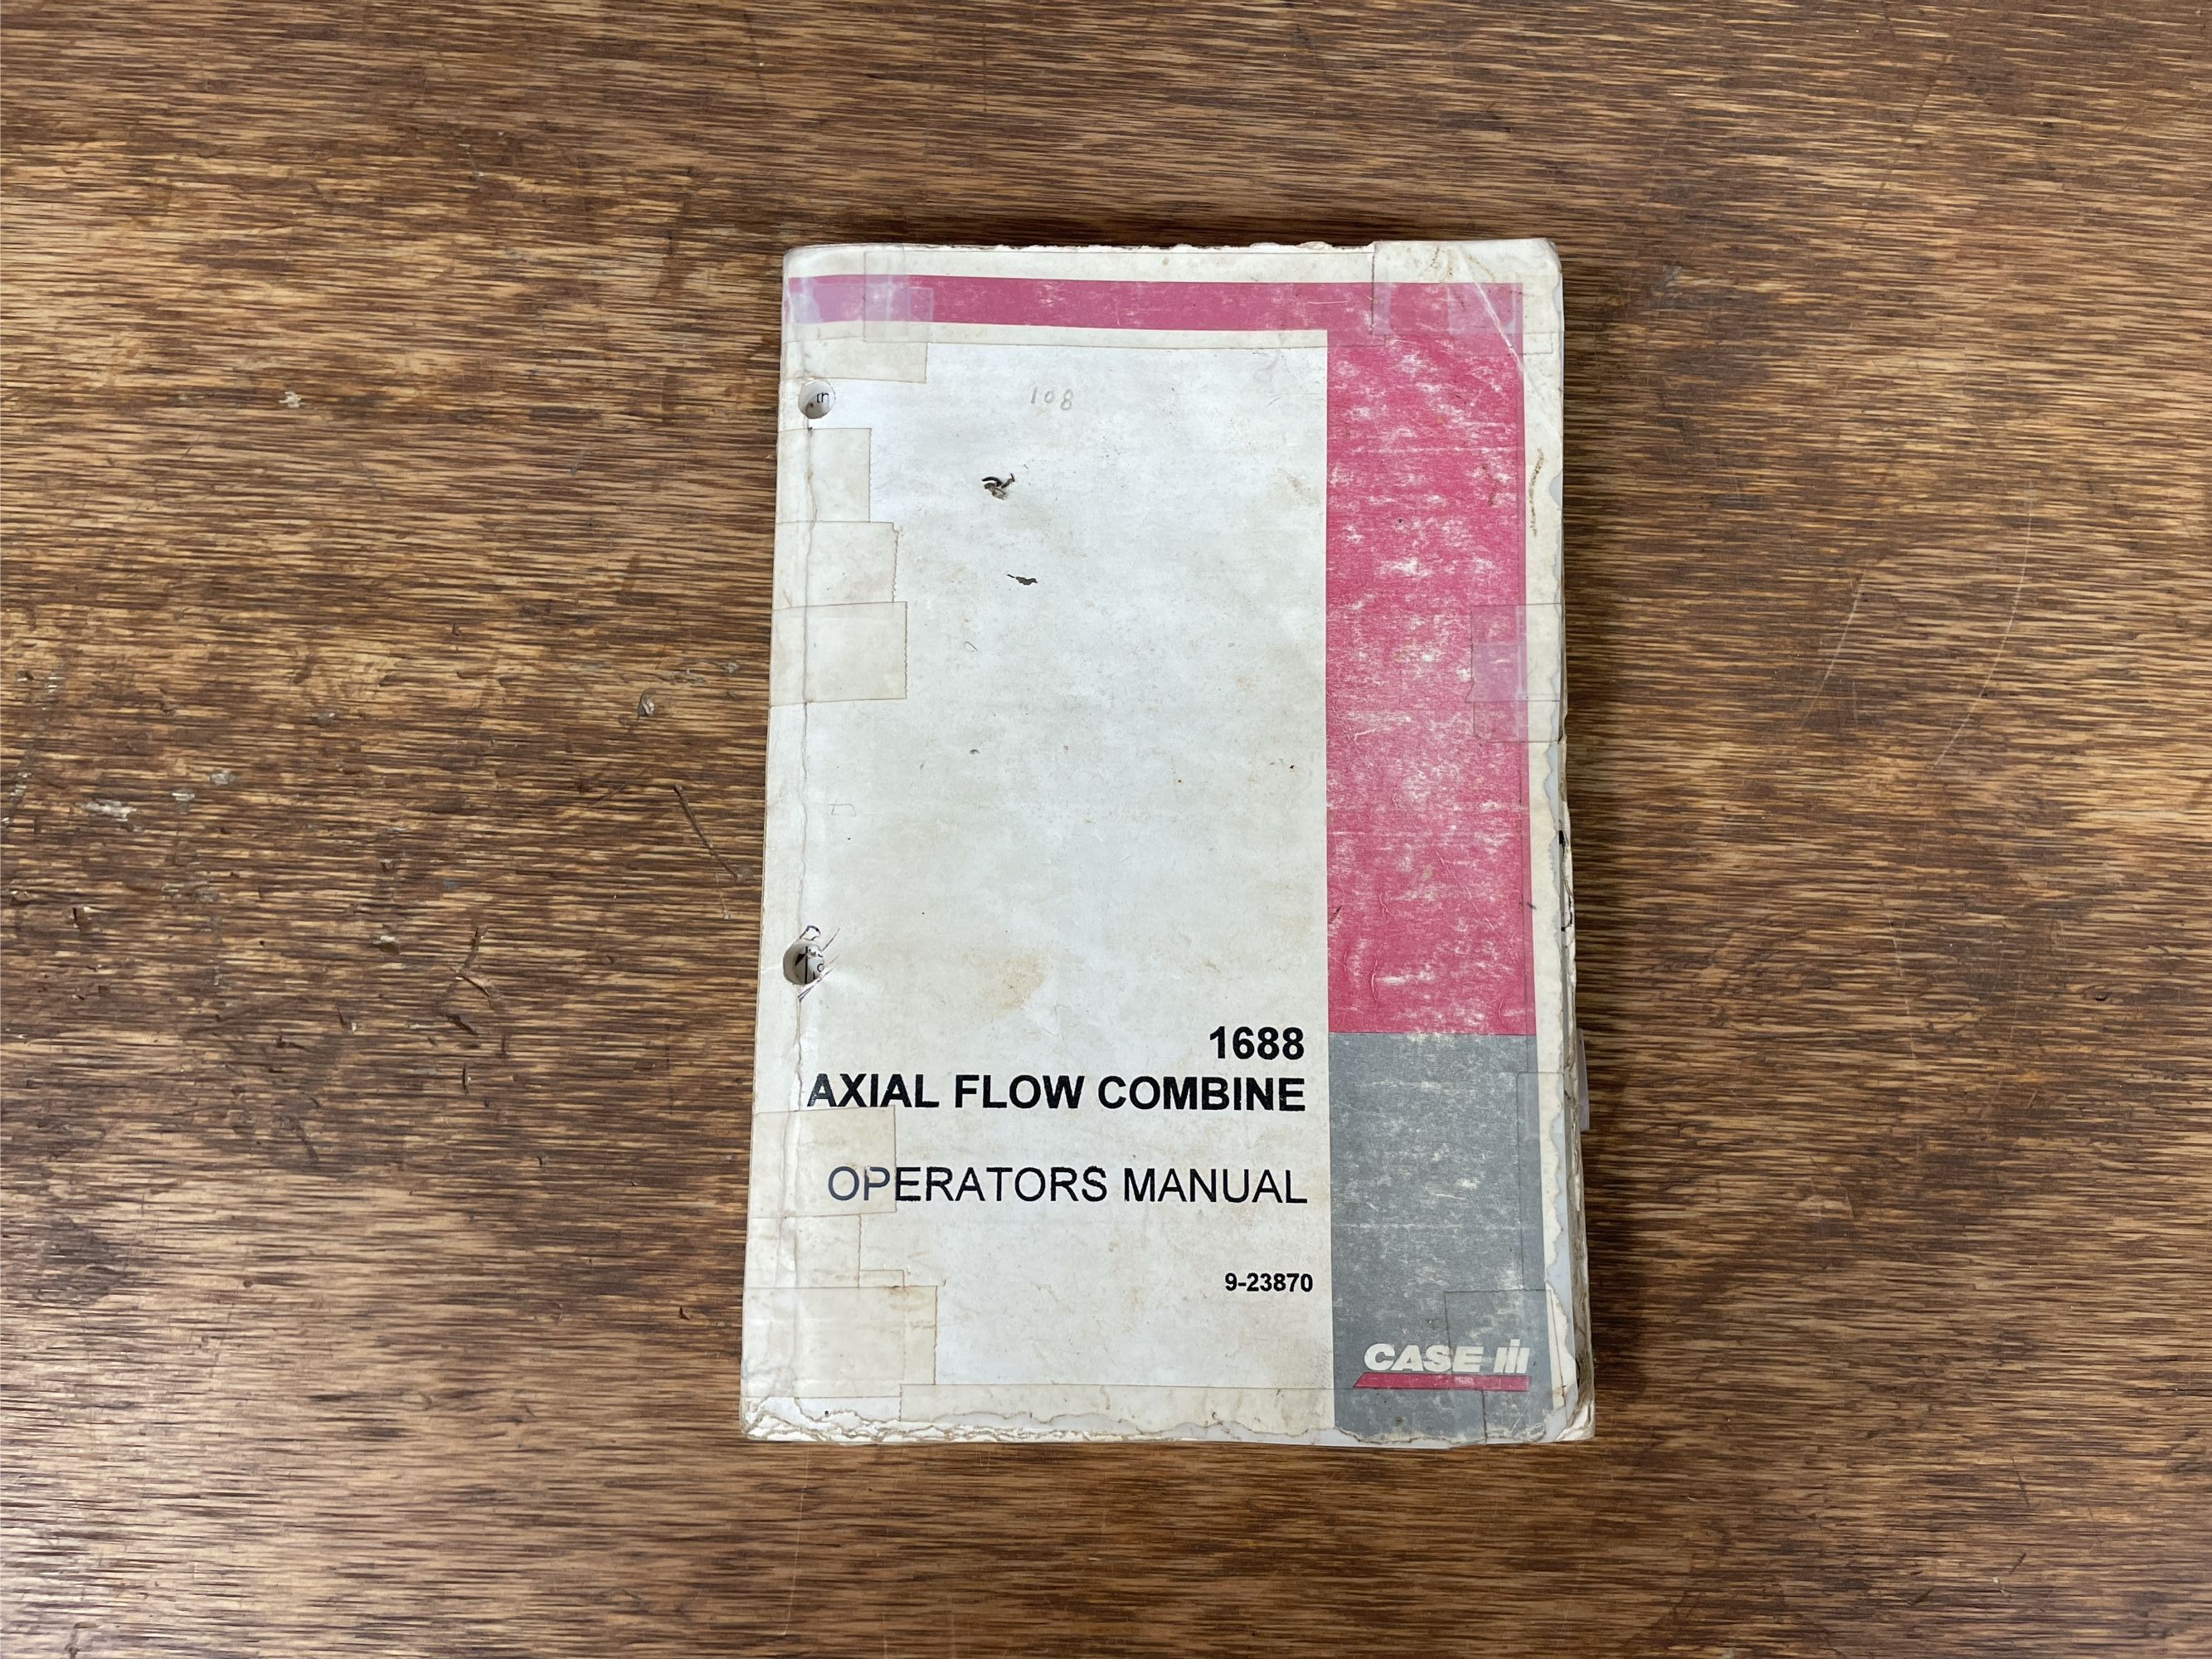 108
1688
AXIAL FLOW COMBINE
OPERATORS MANUAL
9-23870
CASE IH